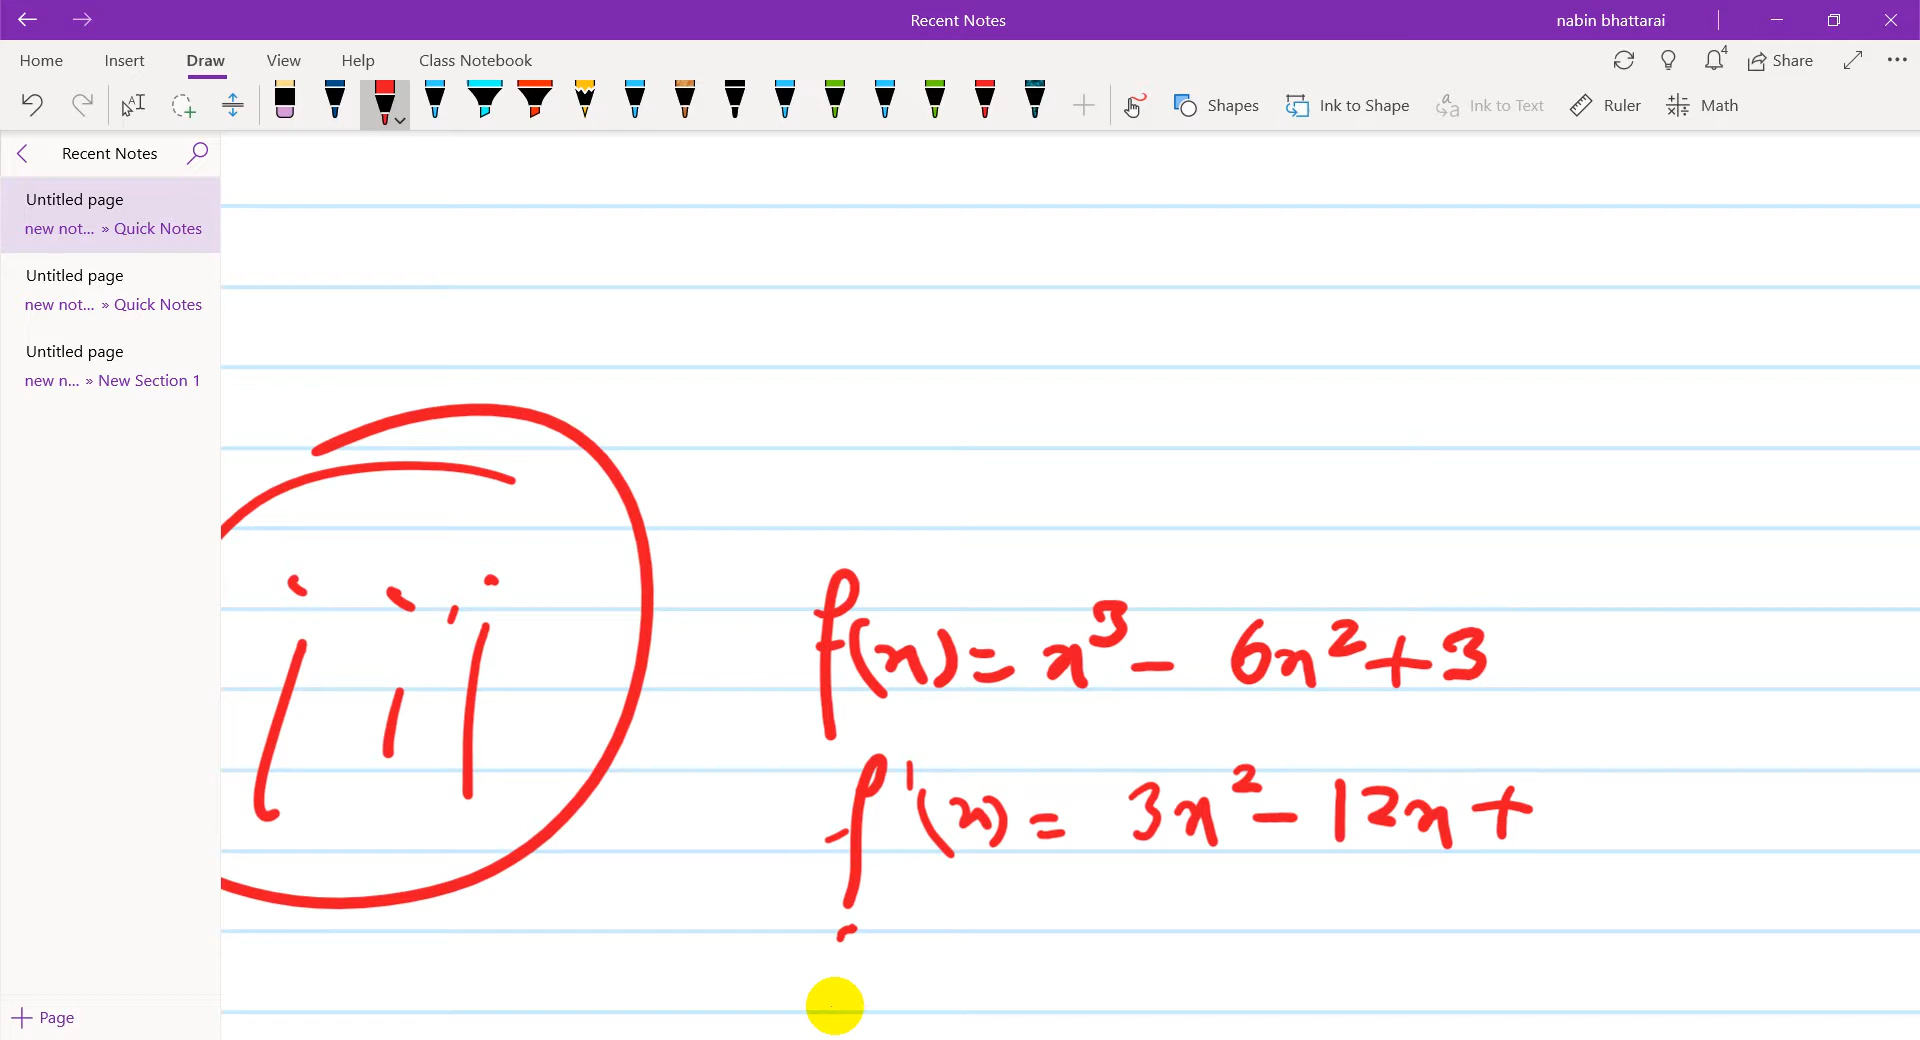 Recent Notes
nabin bhattarai
Home Insert Draw View Help Class Notebook
4 Share
Shapes Ink to Shape Ink to Text Ruler Math
Recent Notes
Untitled page
new not... » Quick Notes
Untitled page
new not... » Quick Notes
Untitled page
new n... » New Section 1
f(x) = x³ - 6x² + 3
f'(x) = 3x² - 12x +
Page